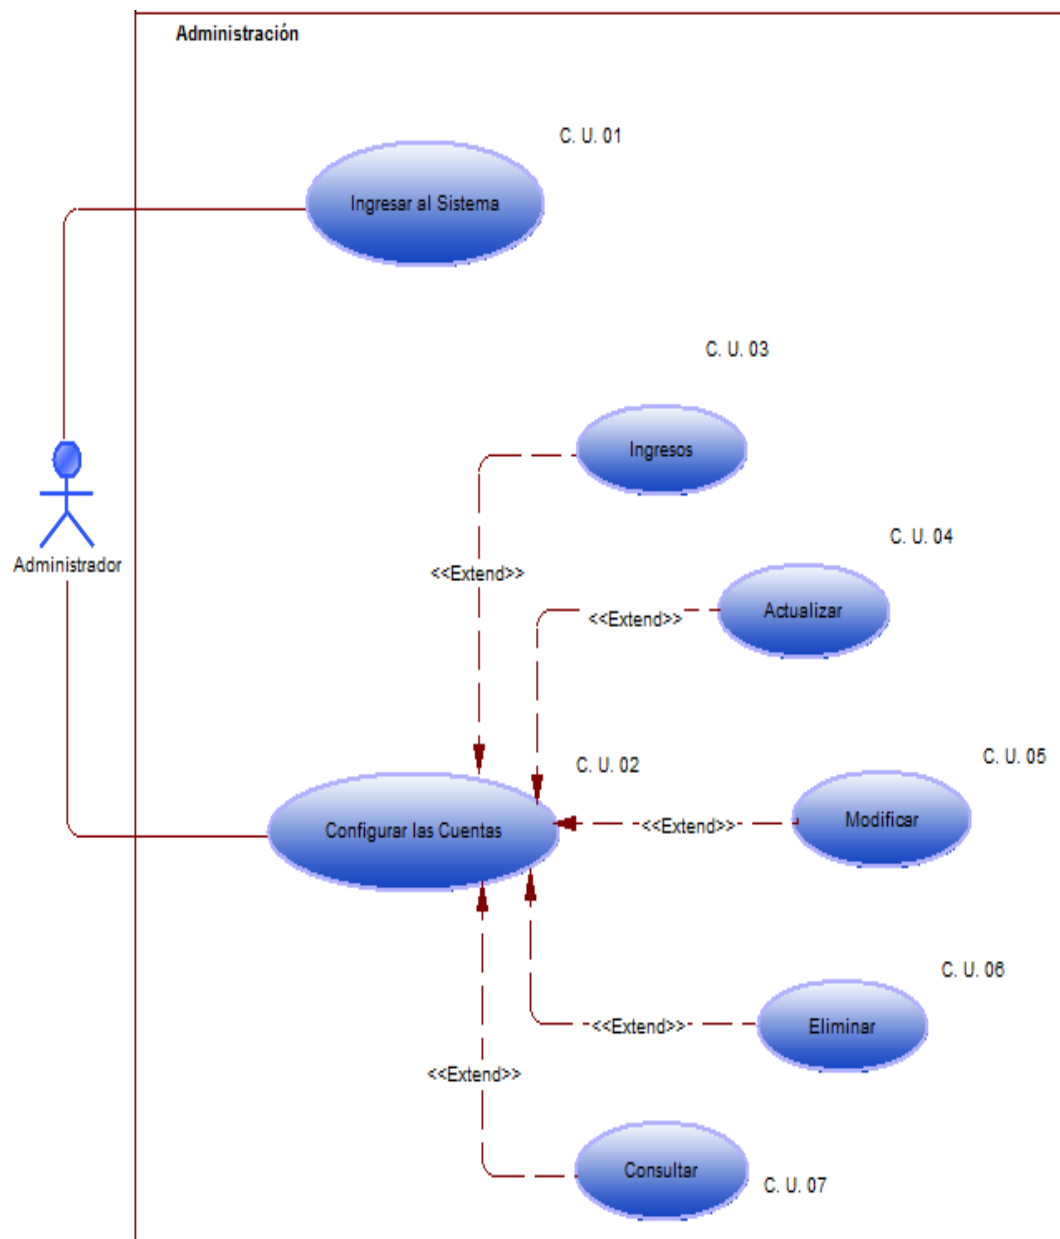 Administración
C. U. 01
Ingresar al Sistema
C. U. 03
Ingresos
C. U. 04
Administrador
<<Extend>>
Actualizar
<<Extend>>
C. U. 05
C. U. 02
Modificar
Configurar las Cuentas
<<Extend>>
C. U. 06
Eliminar
<<Extend>>
<<Extend>>
Consultar
C. U. 07